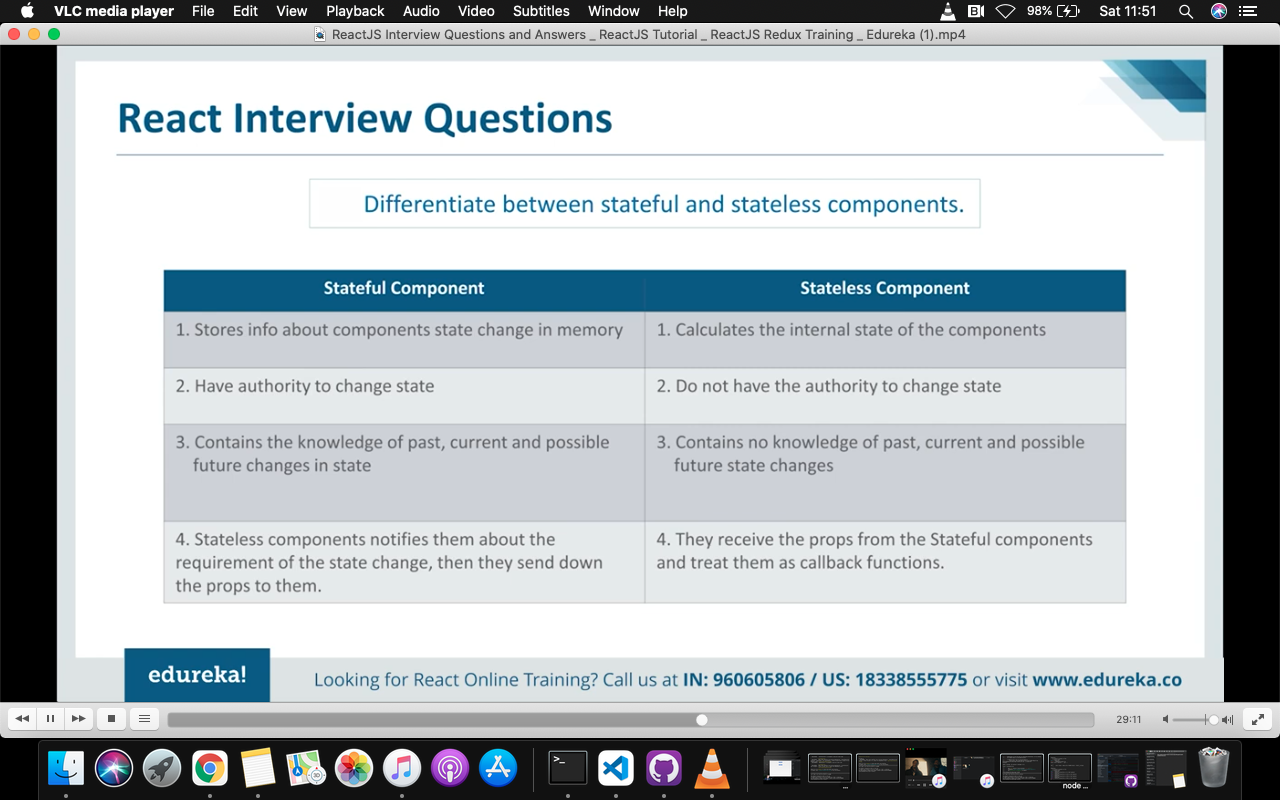 VLC media player File Edit View Playback Audio Video Subtitles Window Help 98% Sat 11:51
ReactJS Interview Questions and Answers _ ReactJS Tutorial _ ReactJS Redux Training _ Edureka (1).mp4
React Interview Questions
Differentiate between stateful and stateless components.
Stateful Component Stateless Component
1. Stores info about components state change in memory
1. Calculates the internal state of the components
2. Have authority to change state
2. Do not have the authority to change state
3. Contains the knowledge of past, current and possible
future changes in state
3. Contains no knowledge of past, current and possible
future state changes
4. Stateless components notifies them about the
requirement of the state change, then they send down
the props to them.
4. They receive the props from the Stateful components
and treat them as callback functions.
edureka!
Looking for React Online Training? Call us at IN: 960605806 / US: 18338555775 or visit www.edureka.co
29:11
>_
3D
... node ...